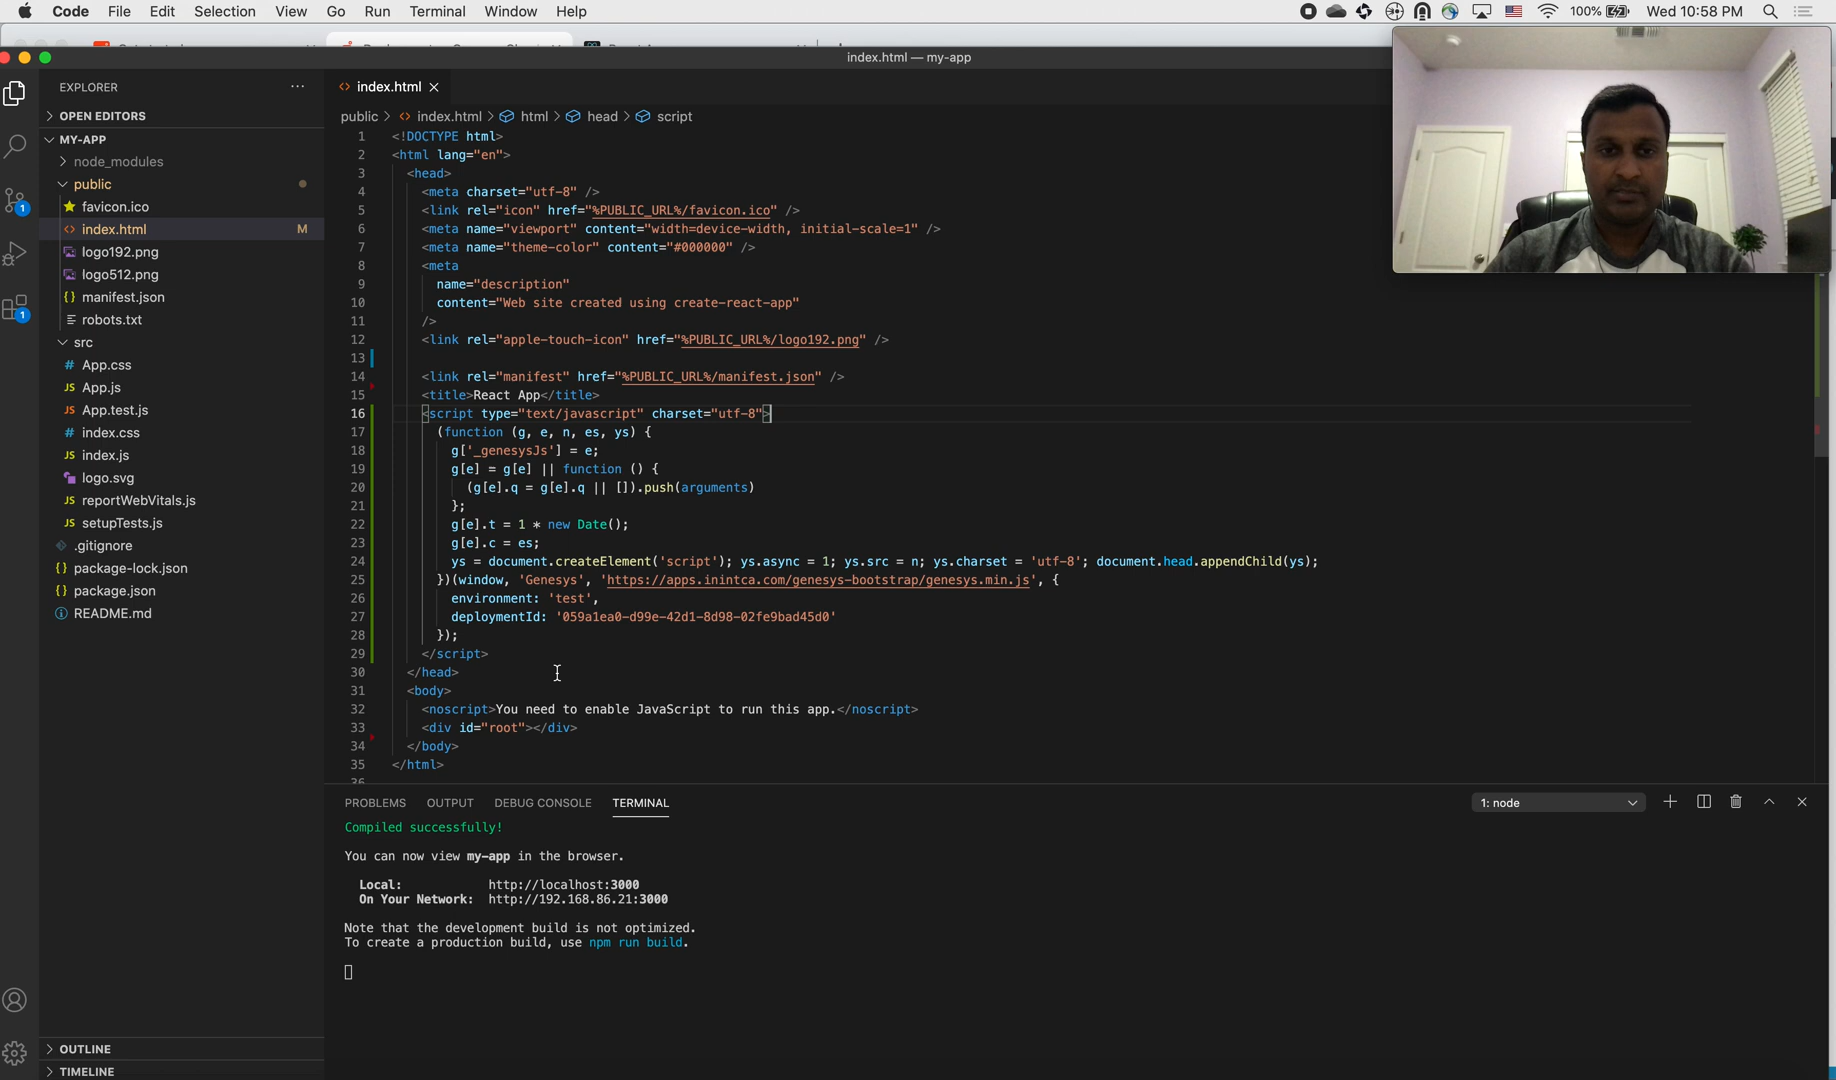 Code File Edit Selection View Go Run Terminal Window Help
100% Wed 10:58 PM
index.html — my-app
EXPLORER
OPEN EDITORS
MY-APP
node_modules
public
favicon.ico
index.html M
logo192.png
logo512.png
{} manifest.json
robots.txt
src
# App.css
JS App.js
JS App.test.js
# index.css
JS index.js
logo.svg
JS reportWebVitals.js
JS setupTests.js
.gitignore
{} package-lock.json
{} package.json
README.md
OUTLINE
TIMELINE
1
1
<> index.html ×
public > <> index.html > html > head > script
1 <!DOCTYPE html>
2 <html lang="en">
3 <head>
4 <meta charset="utf-8" />
5 <link rel="icon" href="%PUBLIC_URL%/favicon.ico" />
6 <meta name="viewport" content="width=device-width, initial-scale=1" />
7 <meta name="theme-color" content="#000000" />
8 <meta
9 name="description"
10 content="Web site created using create-react-app"
11 />
12 <link rel="apple-touch-icon" href="%PUBLIC_URL%/logo192.png" />
13
14 <link rel="manifest" href="%PUBLIC_URL%/manifest.json" />
15 <title>React App</title>
16 <script type="text/javascript" charset="utf-8">
17 (function (g, e, n, es, ys) {
18 g['_genesysJs'] = e;
19 g[e] = g[e] || function () {
20 (g[e].q = g[e].q || []).push(arguments)
21 };
22 g[e].t = 1 * new Date();
23 g[e].c = es;
24 ys = document.createElement('script'); ys.async = 1; ys.src = n; ys.charset = 'utf-8'; document.head.appendChild(ys);
25 })(window, 'Genesys', 'https://apps.inintca.com/genesys-bootstrap/genesys.min.js', {
26 environment: 'test',
27 deploymentId: '059a1ea0-d99e-42d1-8d98-02fe9bad45d0'
28 });
29 </script>
30 </head>
31 <body>
32 <noscript>You need to enable JavaScript to run this app.</noscript>
33 <div id="root"></div>
34 </body>
35 </html>
36
PROBLEMS OUTPUT DEBUG CONSOLE TERMINAL
1: node
Compiled successfully!
You can now view my-app in the browser.
Local: http://localhost:3000
On Your Network: http://192.168.86.21:3000
Note that the development build is not optimized.
To create a production build, use npm run build.